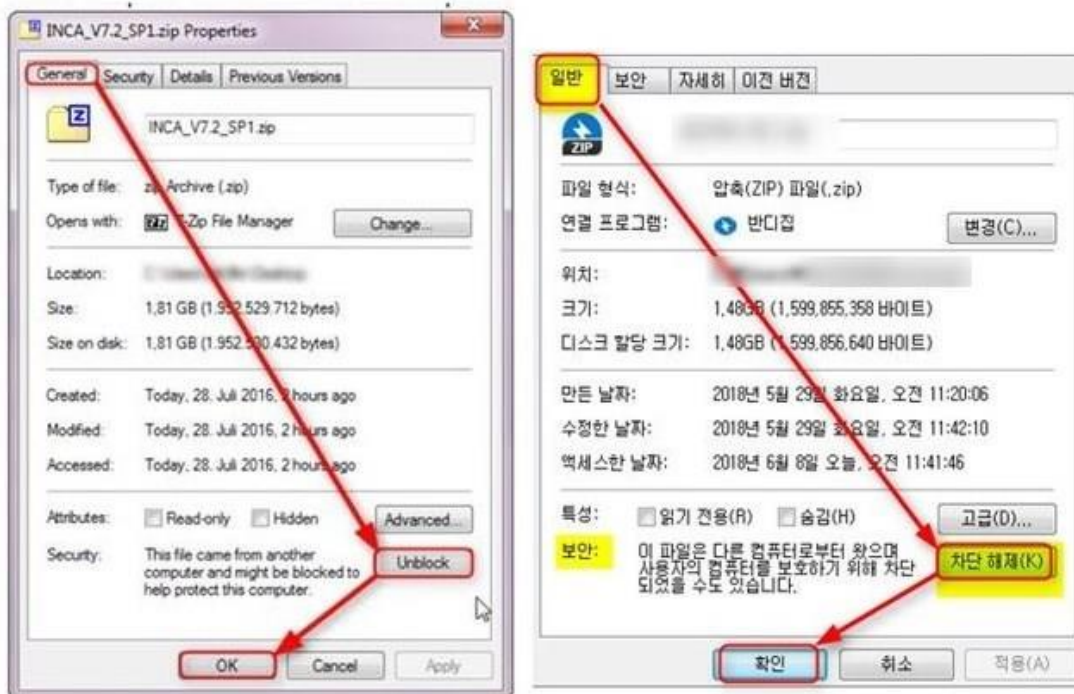 INCA_V7.2_SP1.zip Properties
General Security Details Previous Versions
INCA_V7.2_SP1.zip
Type of file: zip Archive (.zip)
Opens with: 7-Zip File Manager Change...
Location:
Size: 1,81 GB (1.952.529.712 bytes)
Size on disk: 1,81 GB (1.952.530.432 bytes)
Created: Today, 28. Juli 2016, 2 hours ago
Modified: Today, 28. Juli 2016, 2 hours ago
Accessed: Today, 28. Juli 2016, 2 hours ago
Attributes: Read-only Hidden Advanced...
Security: This file came from another
computer and might be blocked to
help protect this computer.
Unblock
OK Cancel Apply
일반 보안 자세히 이전 버전
ZIP
파일 형식: 압축(ZIP) 파일(.zip)
연결 프로그램: 반디집 변경(C)...
위치:
크기: 1.48GB (1,599,855,358 바이트)
디스크 할당 크기: 1.48GB (1,599,856,640 바이트)
만든 날짜: 2018년 5월 29일 화요일, 오전 11:20:06
수정한 날짜: 2018년 5월 29일 화요일, 오전 11:42:10
액세스한 날짜: 2018년 6월 8일 오늘, 오전 11:41:46
특성: 읽기 전용(R) 숨김(H) 고급(D)...
보안: 이 파일은 다른 컴퓨터로부터 왔으며
사용자의 컴퓨터를 보호하기 위해 차단
되었을 수도 있습니다.
차단 해제(K)
확인 취소 적용(A)